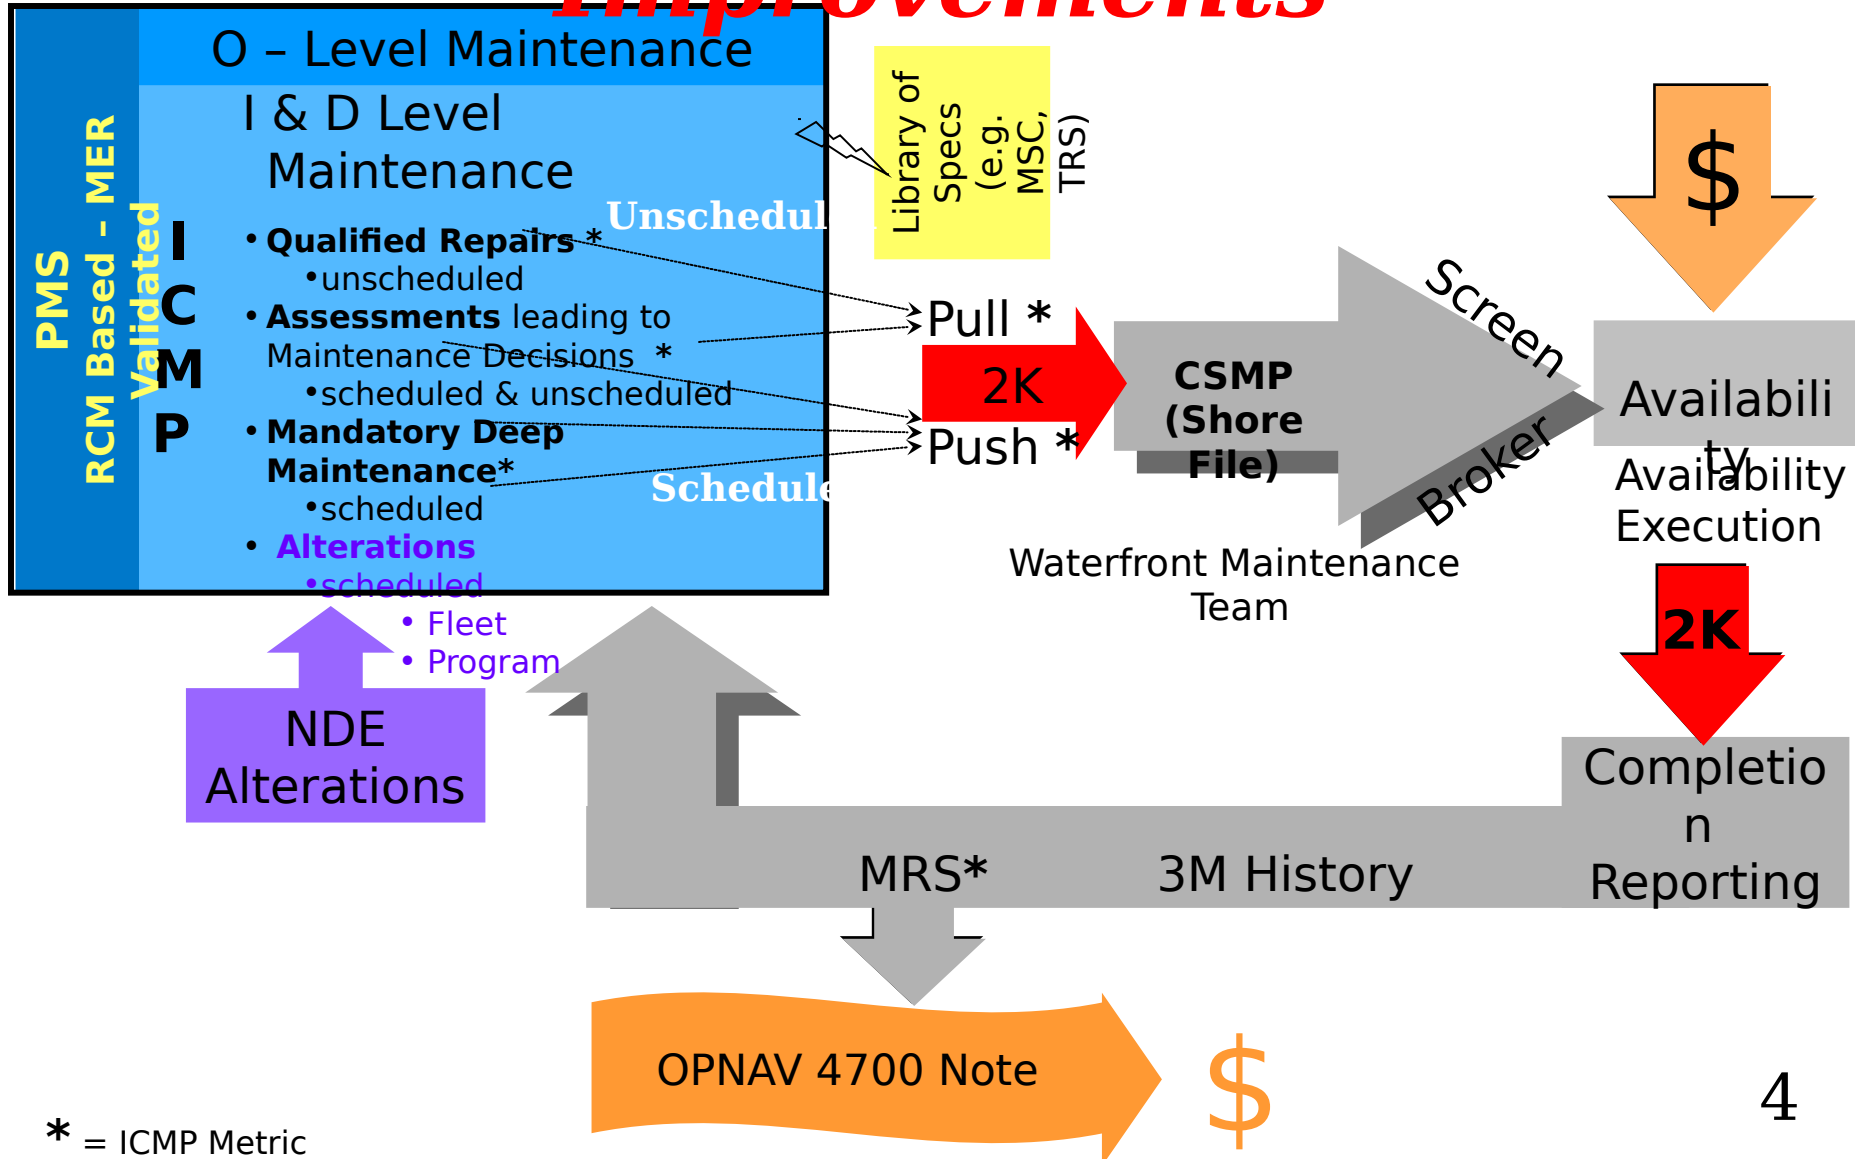 Improvements
O – Level Maintenance
I & D Level
Maintenance
PMS
RCM Based – MER
Validated
I
C
M
P
• Qualified Repairs *
•unscheduled
• Assessments leading to
Maintenance Decisions *
•scheduled & unscheduled
• Mandatory Deep
Maintenance*
•scheduled
• Alterations
•scheduled
• Fleet
• Program
Unschedul
Schedule
Library of
Specs
(e.g.
MSC,
TRS)
Pull *
2K
Push *
CSMP
(Shore
File)
Screen
Broker
$
Availabili
ty
Availability
Execution
Waterfront Maintenance
Team
2K
NDE
Alterations
Completio
n
Reporting
MRS*
3M History
OPNAV 4700 Note
$
* = ICMP Metric
4